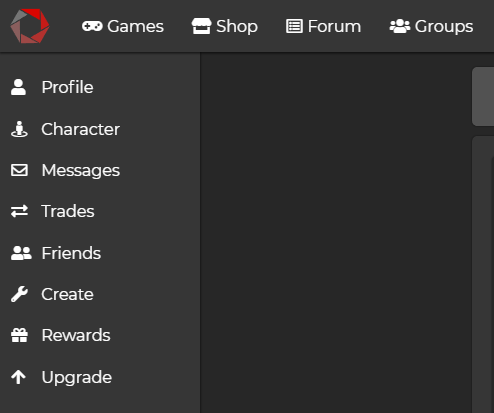 Games Shop Forum Groups
Profile
Character
Messages
Trades
Friends
Create
Rewards
Upgrade